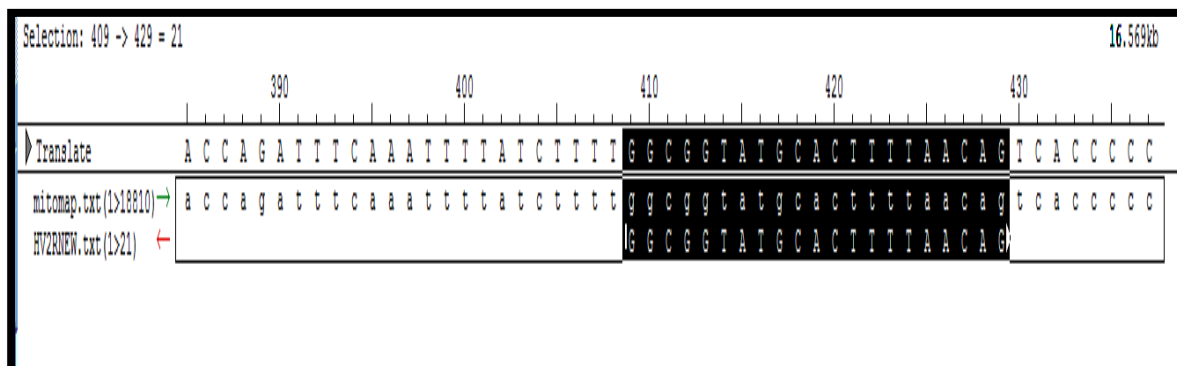 Selection: 409 -> 429 = 21 16.569kb
390 400 410 420 430
Translate A C C A G A T T T C A A A T T T T A T C T T T T G G C G G T A T G C A C T T T T A A C A G T C A C C C C C
mitomap.txt(1>18810) → a c c a g a t t t c a a a t t t t a t c t t t t g g c g g t a t g c a c t t t t a a c a g t c a c c c c c
HV2RNEW.txt(1>21) ← G G C G G T A T G C A C T T T T A A C A G